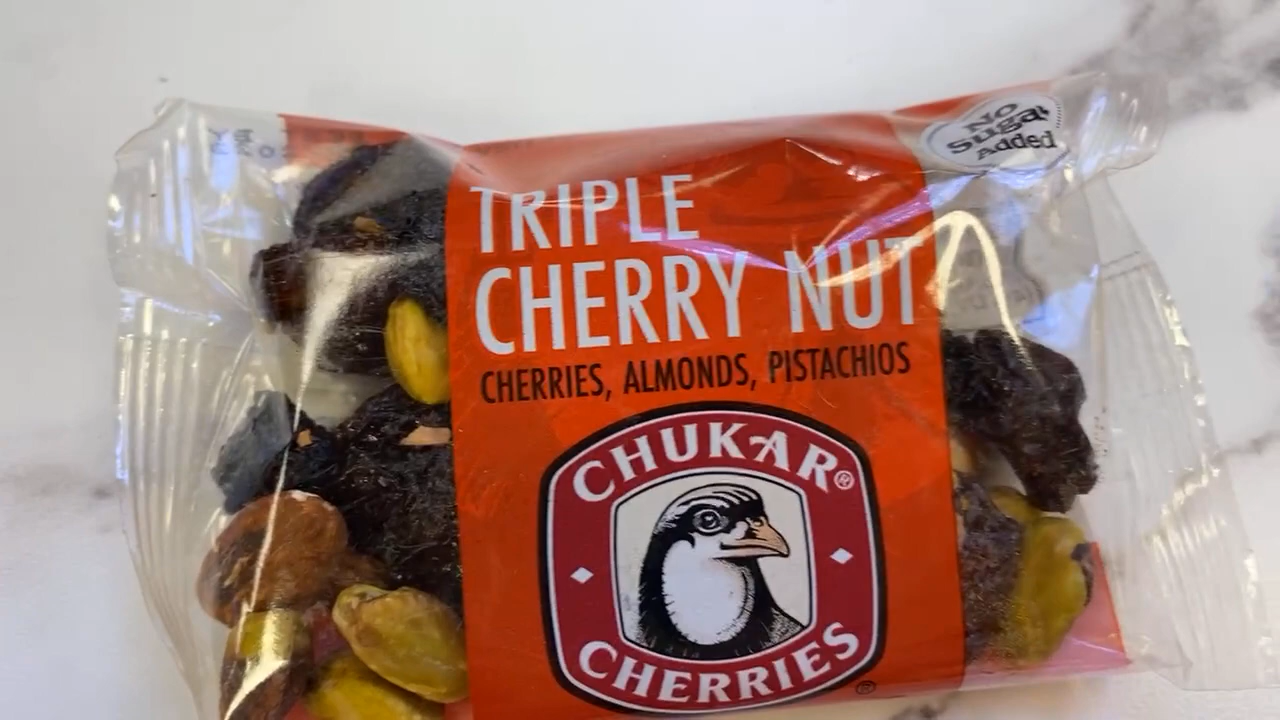 NO
Sugar
Added
TRIPLE
CHERRY NUT
CHERRIES, ALMONDS, PISTACHIOS
CHUKAR®
CHERRIES
®